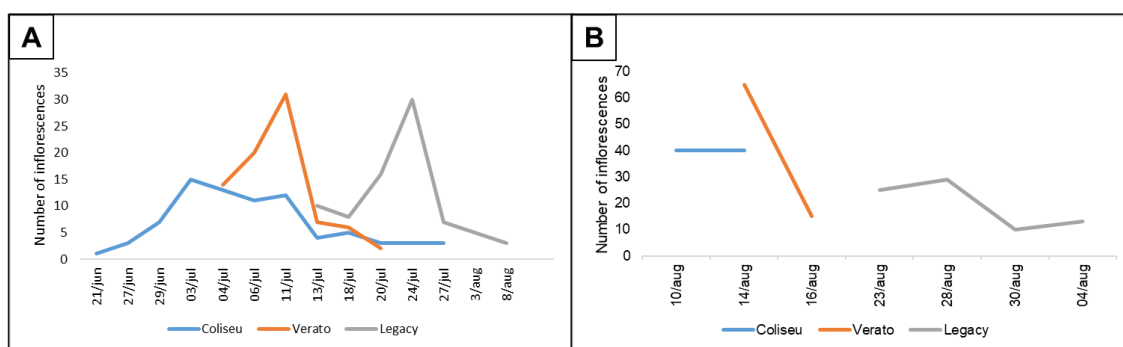 A
Number of inflorescences
35
30
25
20
15
10
5
0
21/jun
27/jun
29/jun
03/jul
04/jul
06/jul
11/jul
13/jul
18/jul
20/jul
24/jul
27/jul
3/aug
8/aug
Coliseu Verato Legacy
B
Number of inflorescences
70
60
50
40
30
20
10
0
10/aug
14/aug
16/aug
23/aug
28/aug
30/aug
04/aug
Coliseu Verato Legacy